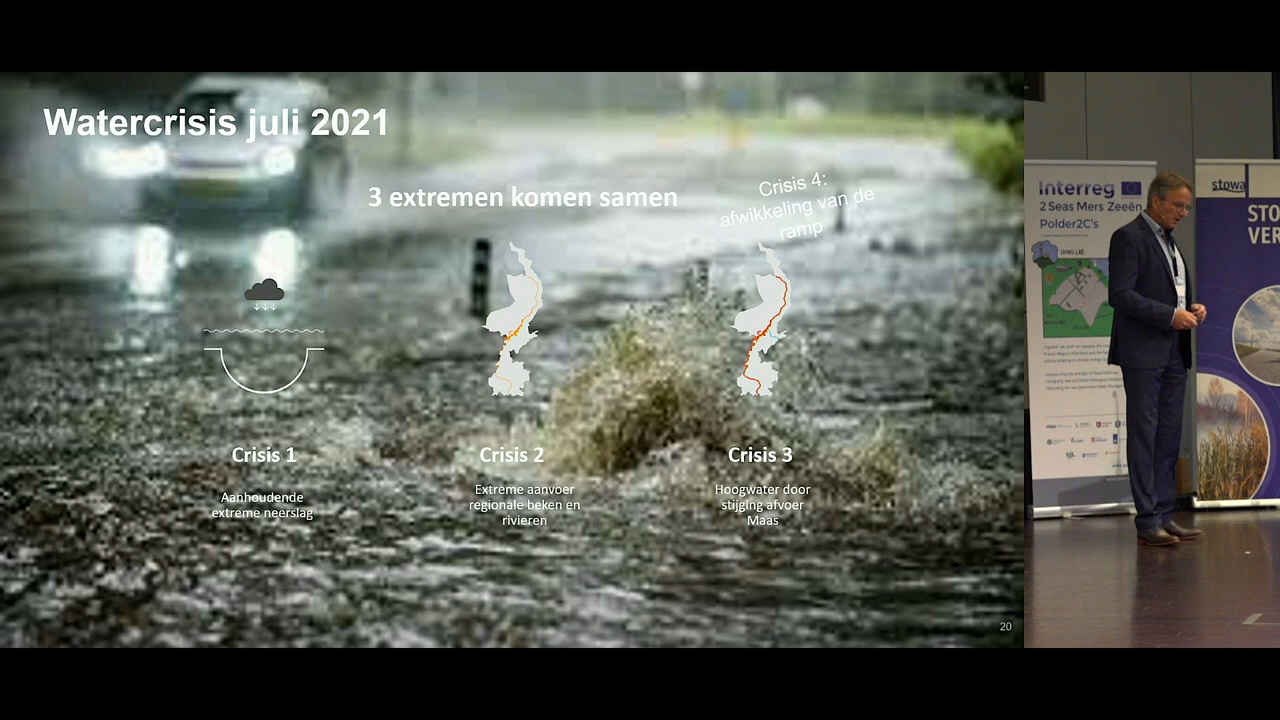 Watercrisis juli 2021
3 extremen komen samen
Crisis 4:
afwikkeling van de
ramp
Crisis 1
Aanhoudende
extreme neerslag
Crisis 2
Extreme aanvoer
regionale beken en
rivieren
Crisis 3
Hoogwater door
stijging afvoer
Maas
20
Interreg
2 Seas Mers Zeeën
Polder2C's
stowa
STO
VER